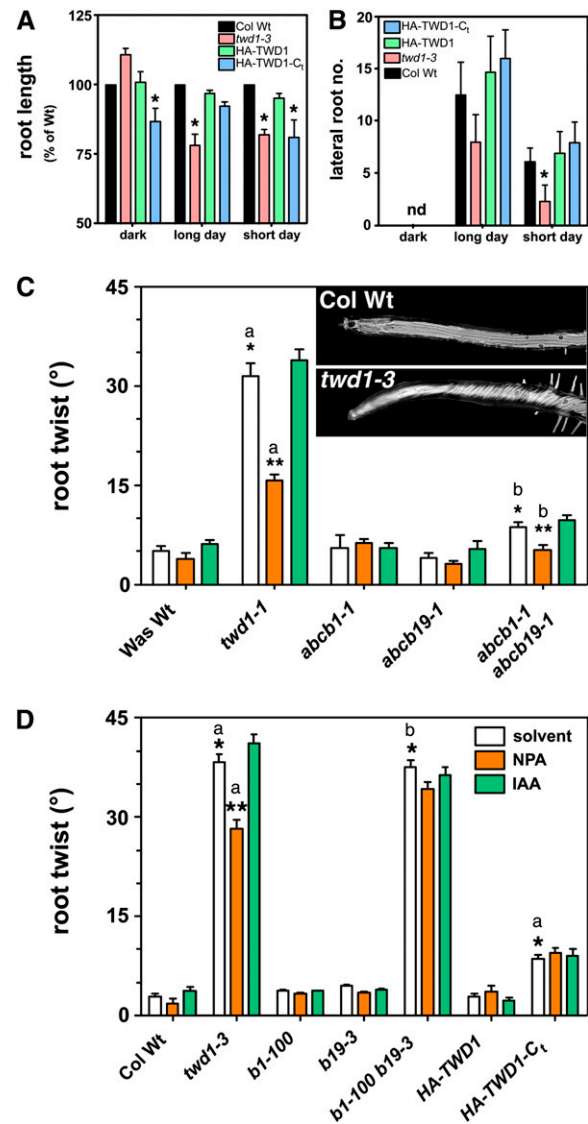 A
125
100
75
50
root length
(% of Wt)
Col Wt
twd1-3
HA-TWD1
HA-TWD1-Ct
*
*
*
*
dark
long day
short day
B
20
15
10
5
0
lateral root no.
HA-TWD1-Ct
HA-TWD1
twd1-3
Col Wt
nd
*
dark
long day
short day
C
45
30
15
0
root twist (°)
Col Wt
twd1-3
a
*
a
**
b
*
b
**
Was Wt
twd1-1
abcb1-1
abcb19-1
abcb1-1
abcb19-1
D
45
30
15
0
root twist (°)
solvent
NPA
IAA
a
*
a
**
b
*
a
*
Col Wt
twd1-3
b1-100
b19-3
b1-100 b19-3
HA-TWD1
HA-TWD1-Ct